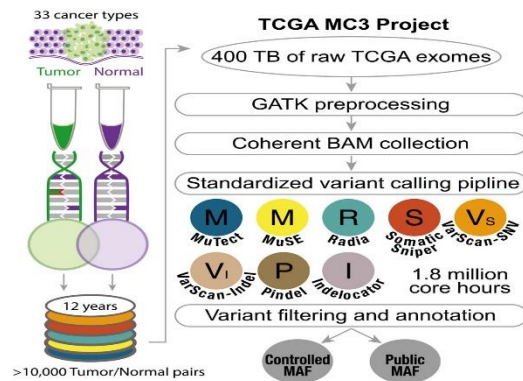 33 cancer types
Tumor Normal
12 years
>10,000 Tumor/Normal pairs
TCGA MC3 Project
400 TB of raw TCGA exomes
GATK preprocessing
Coherent BAM collection
Standardized variant calling pipline
M M R S Vs
MuTect MuSE Radia Somatic Sniper VarScan-SNV
VI P I
VarScan-Indel Pindel Indelocator
1.8 million
core hours
Variant filtering and annotation
Controlled
MAF
Public
MAF